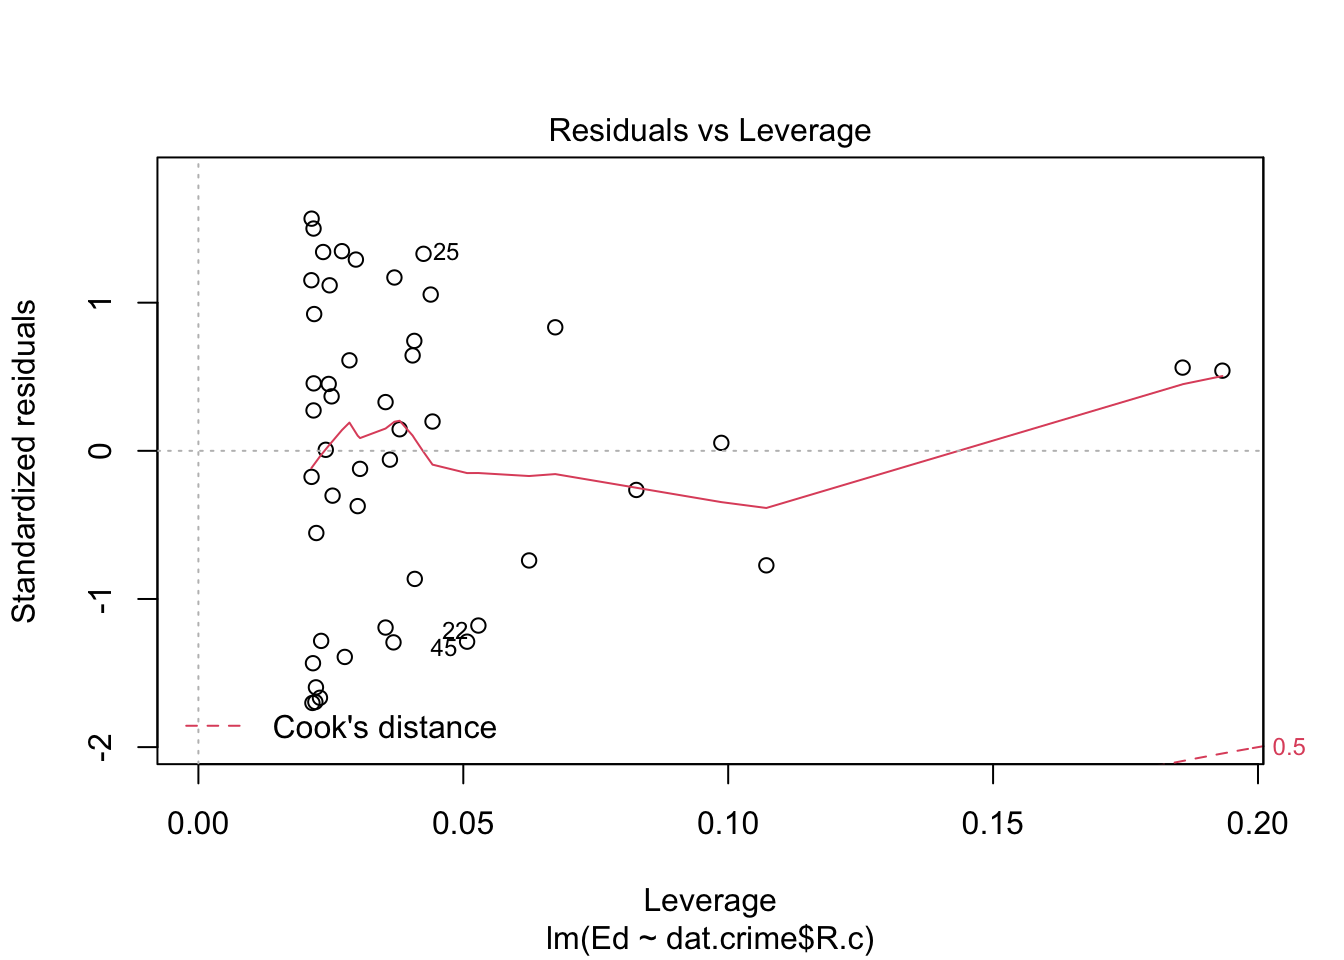 Residuals vs Leverage
Standardized residuals
1
0
-1
-2
25
22
45
Cook's distance
0.5
0.00 0.05 0.10 0.15 0.20
Leverage
lm(Ed ~ dat.crime$R.c)